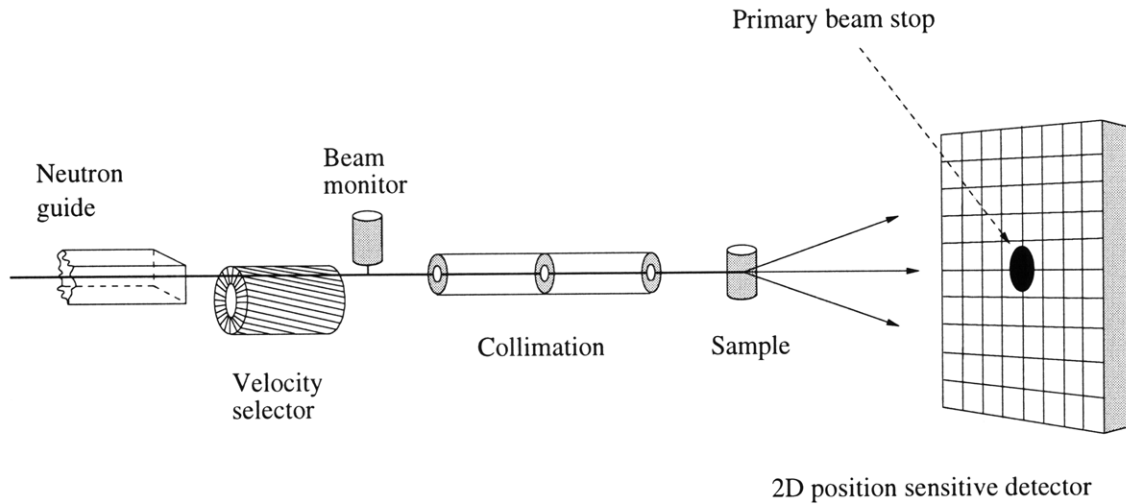 Primary beam stop
Neutron
guide
Beam
monitor
Velocity
selector
Collimation
Sample
2D position sensitive detector